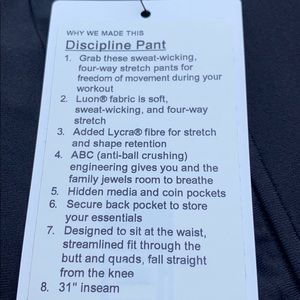 WHY WE MADE THIS
Discipline Pant
1. Grab these sweat-wicking,
four-way stretch pants for
freedom of movement during your
workout
2. Luon® fabric is soft,
sweat-wicking, and four-way
stretch
3. Added Lycra® fibre for stretch
and shape retention
4. ABC (anti-ball crushing)
engineering gives you and the
family jewels room to breathe
5. Hidden media and coin pockets
6. Secure back pocket to store
your essentials
7. Designed to sit at the waist,
streamlined fit through the
butt and quads, fall straight
from the knee
8. 31" inseam